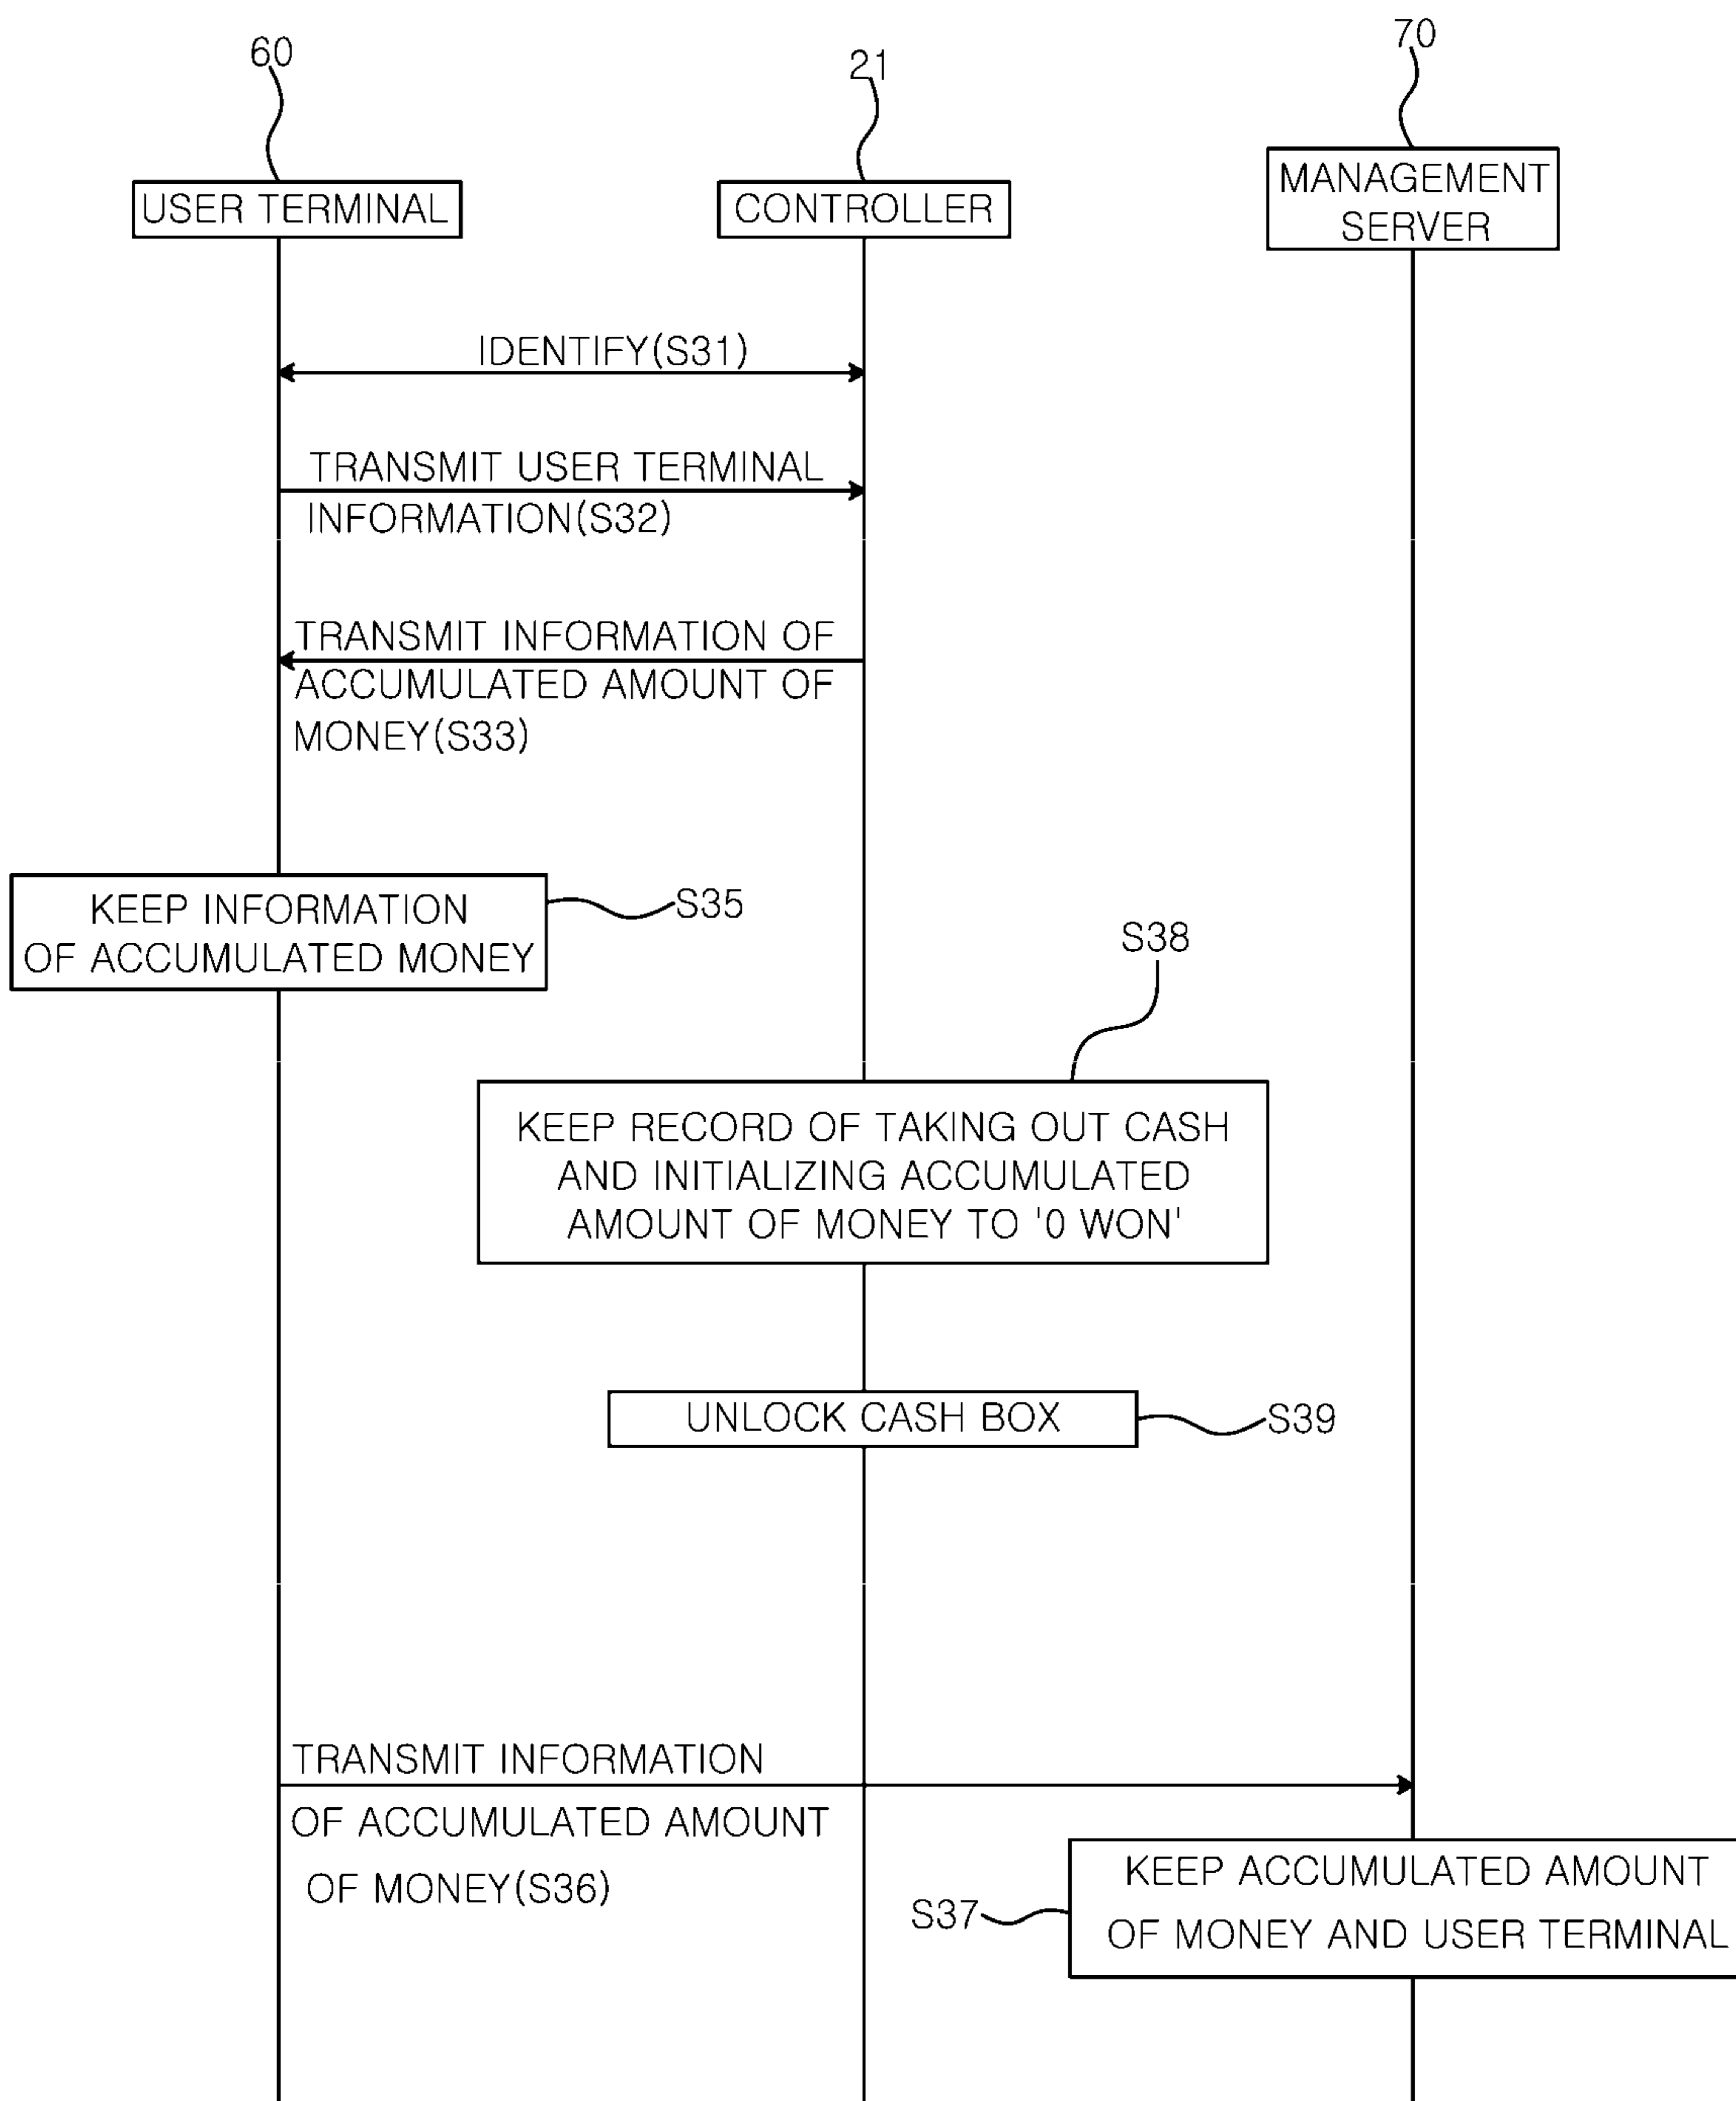 60
21
70
USER TERMINAL
CONTROLLER
MANAGEMENT
SERVER
IDENTIFY(S31)
TRANSMIT USER TERMINAL
INFORMATION(S32)
TRANSMIT INFORMATION OF
ACCUMULATED AMOUNT OF
MONEY(S33)
KEEP INFORMATION
OF ACCUMULATED MONEY
S35
S38
KEEP RECORD OF TAKING OUT CASH
AND INITIALIZING ACCUMULATED
AMOUNT OF MONEY TO '0 WON'
UNLOCK CASH BOX
S39
TRANSMIT INFORMATION
OF ACCUMULATED AMOUNT
OF MONEY(S36)
KEEP ACCUMULATED AMOUNT
OF MONEY AND USER TERMINAL
S37